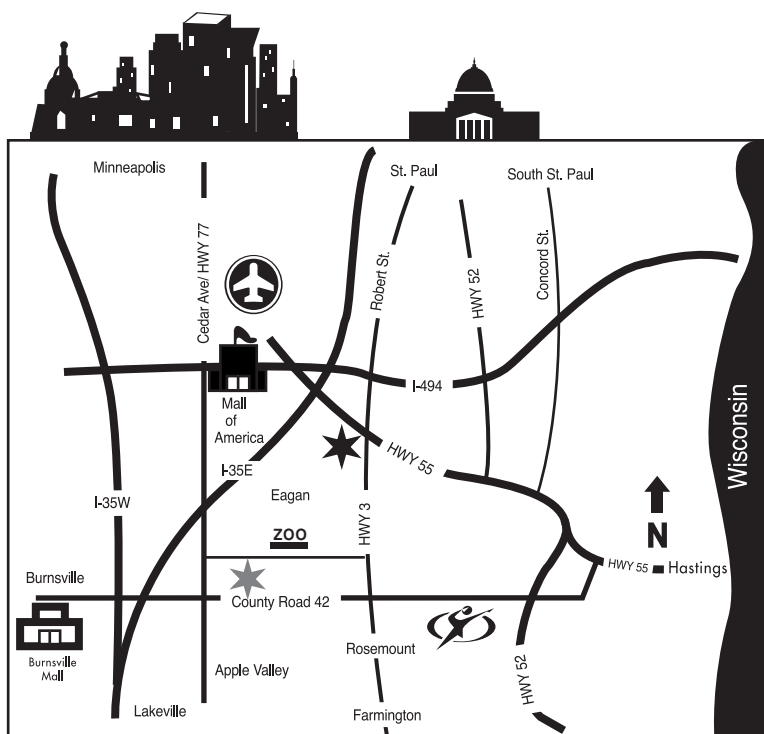 Minneapolis
St. Paul
South St. Paul
Cedar Ave/ HWY 77
Robert St.
HWY 52
Concord St.
I-494
Mall
of
America
HWY 55
Wisconsin
I-35E
I-35W
Eagan
HWY 3
ZOO
N
HWY 55
Hastings
Burnsville
County Road 42
Burnsville
Mall
Rosemount
Apple Valley
HWY 52
Lakeville
Farmington